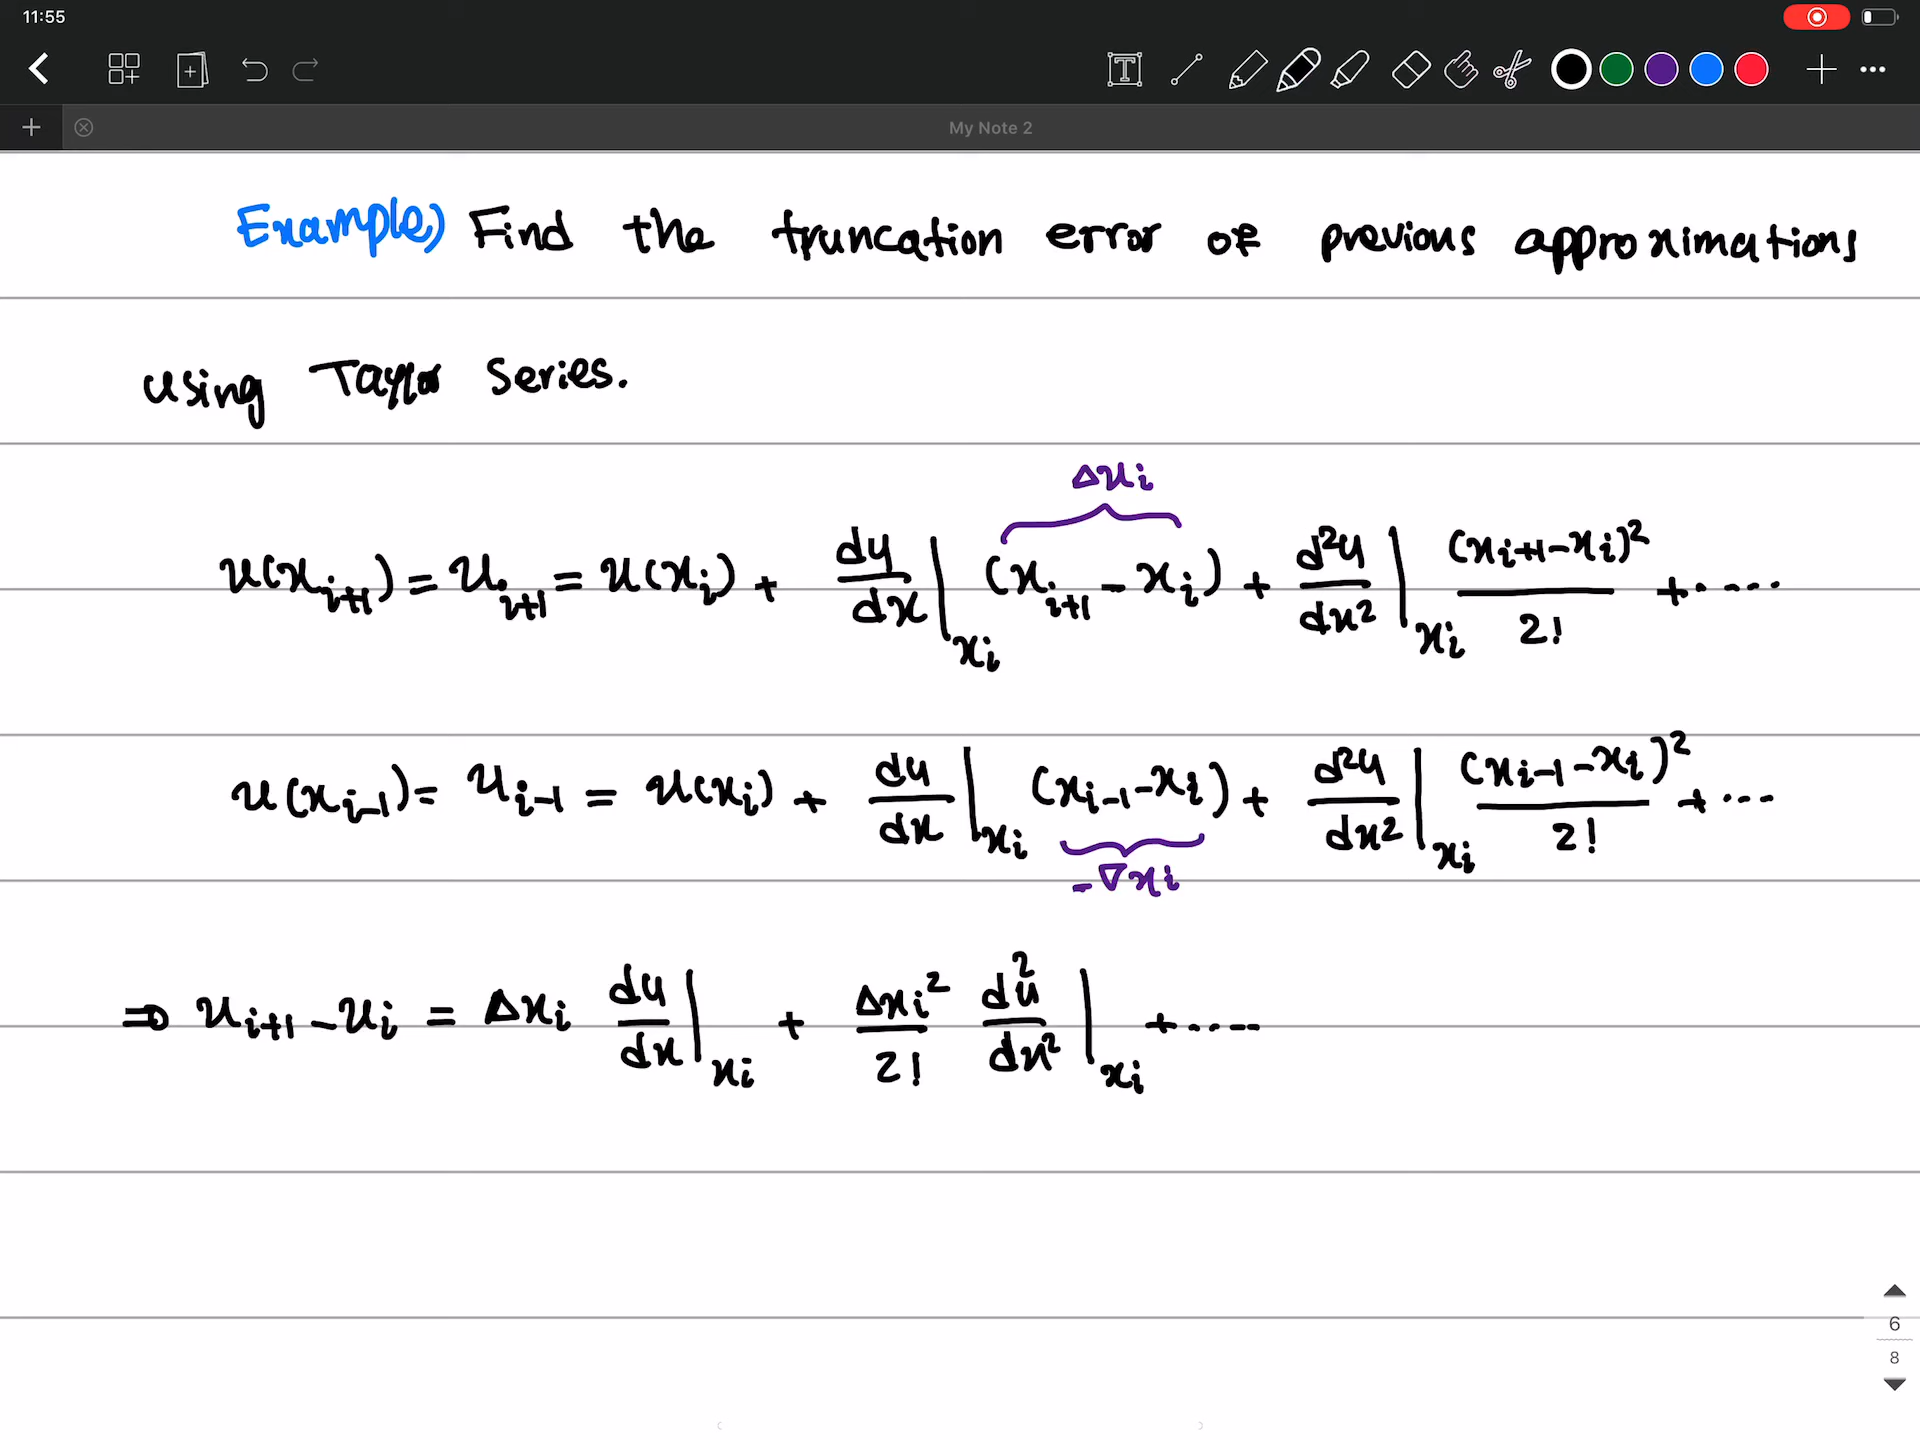 11:55
My Note 2
Example) Find the truncation error of previous approximations
using Taylor Series.
Δxi
u(xi+1) = ui+1 = u(xi) + du/dx|xi (xi+1 - xi) + d²u/dx²|xi (xi+1-xi)²/2! + .....
u(xi-1) = ui-1 = u(xi) + du/dx|xi (xi-1-xi) + d²u/dx²|xi (xi-1-xi)²/2! + ...
-∇xi
⇒ ui+1 - ui = Δxi du/dx|xi + Δxi²/2! d²u/dx²|xi + .....
6
8